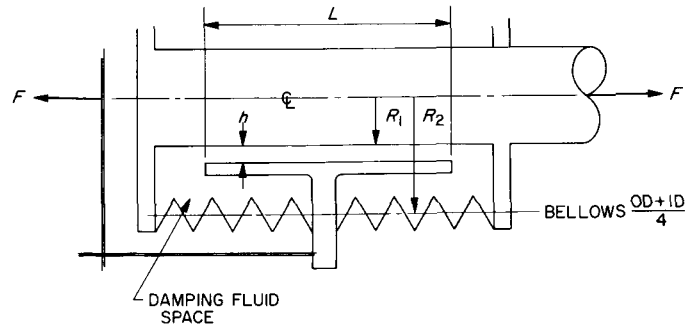 L
F
℄
h
R1
R2
F
BELLOWS OD+ID/4
DAMPING FLUID
SPACE